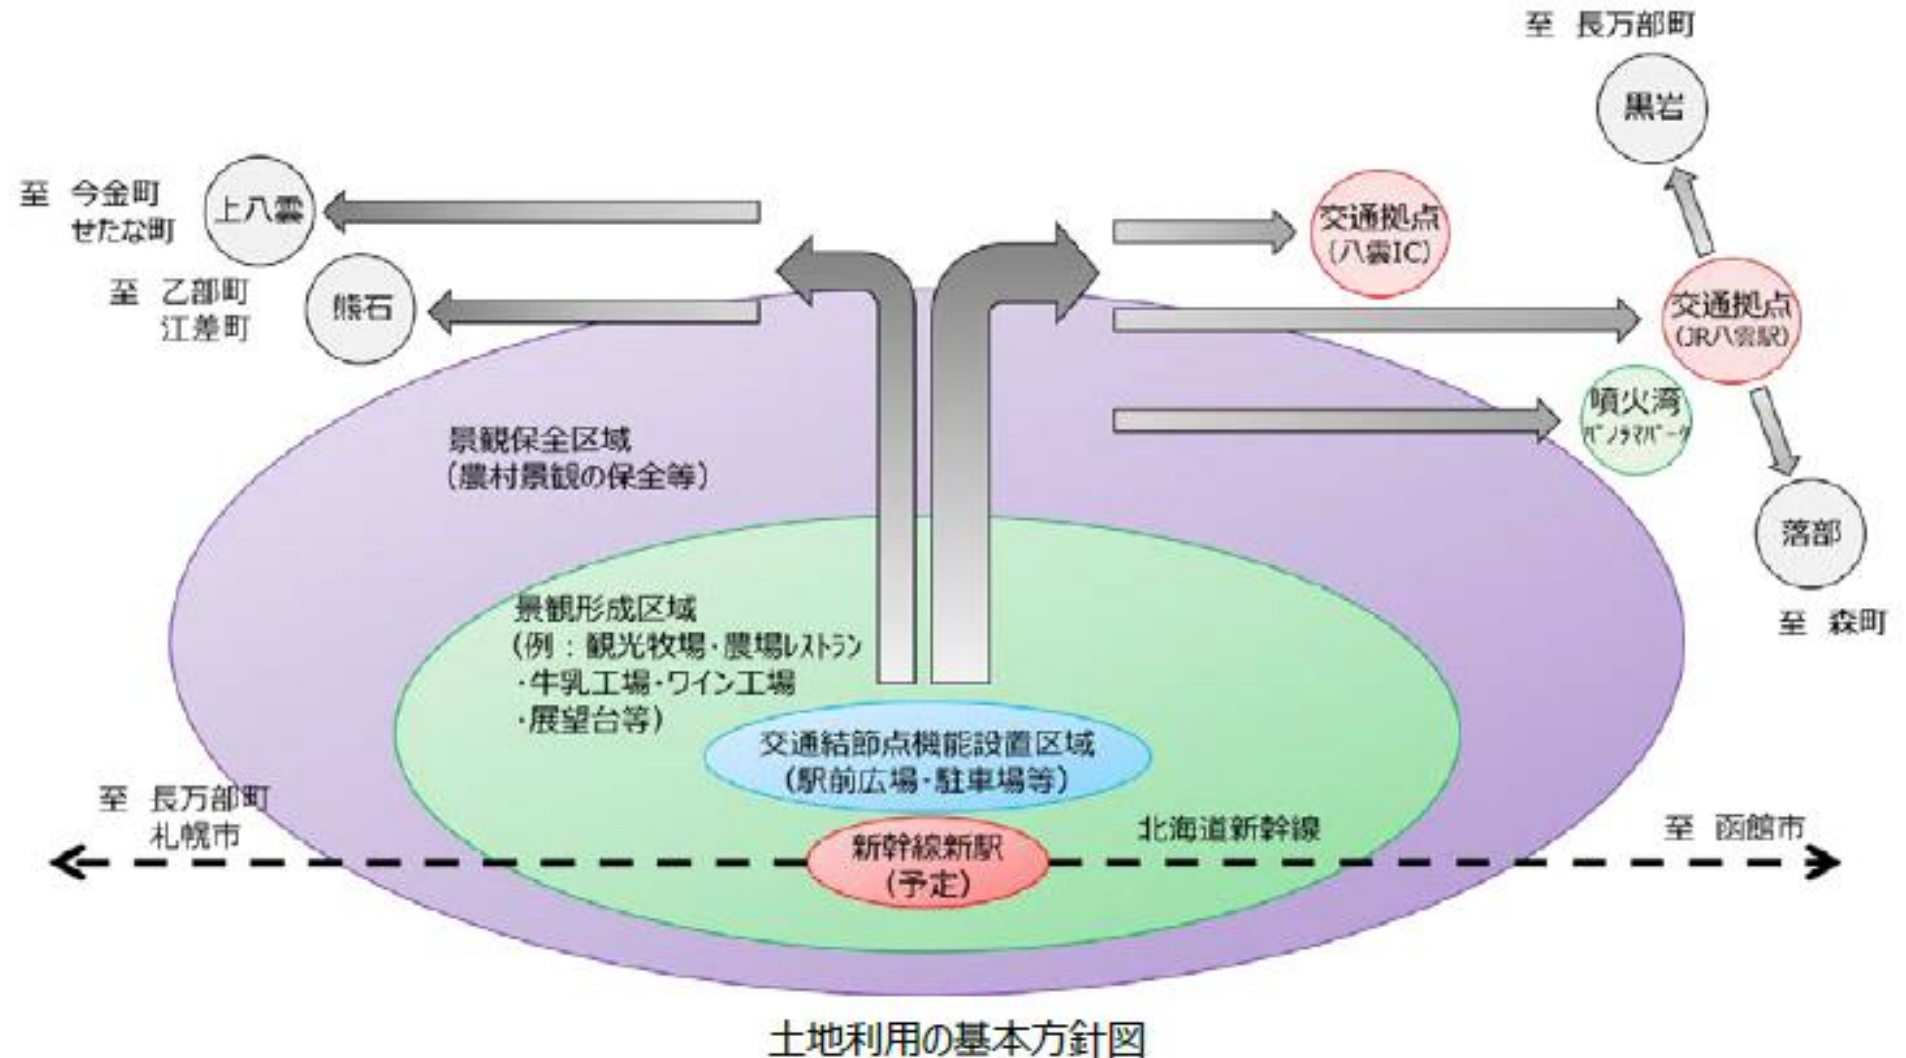 至 長万部町
黒岩
至 今金町
せたな町
上八雲
交通拠点
(八雲IC)
至 乙部町
江差町
熊石
交通拠点
(JR八雲駅)
噴火湾
ﾊﾟﾉﾗﾏﾊﾟｰｸ
景観保全区域
(農村景観の保全等)
落部
至 森町
景観形成区域
(例：観光牧場・農場ﾚｽﾄﾗﾝ
・牛乳工場・ワイン工場
・展望台等)
交通結節点機能設置区域
(駅前広場・駐車場等)
至 長万部町
札幌市
新幹線新駅
(予定)
北海道新幹線
至 函館市
土地利用の基本方針図